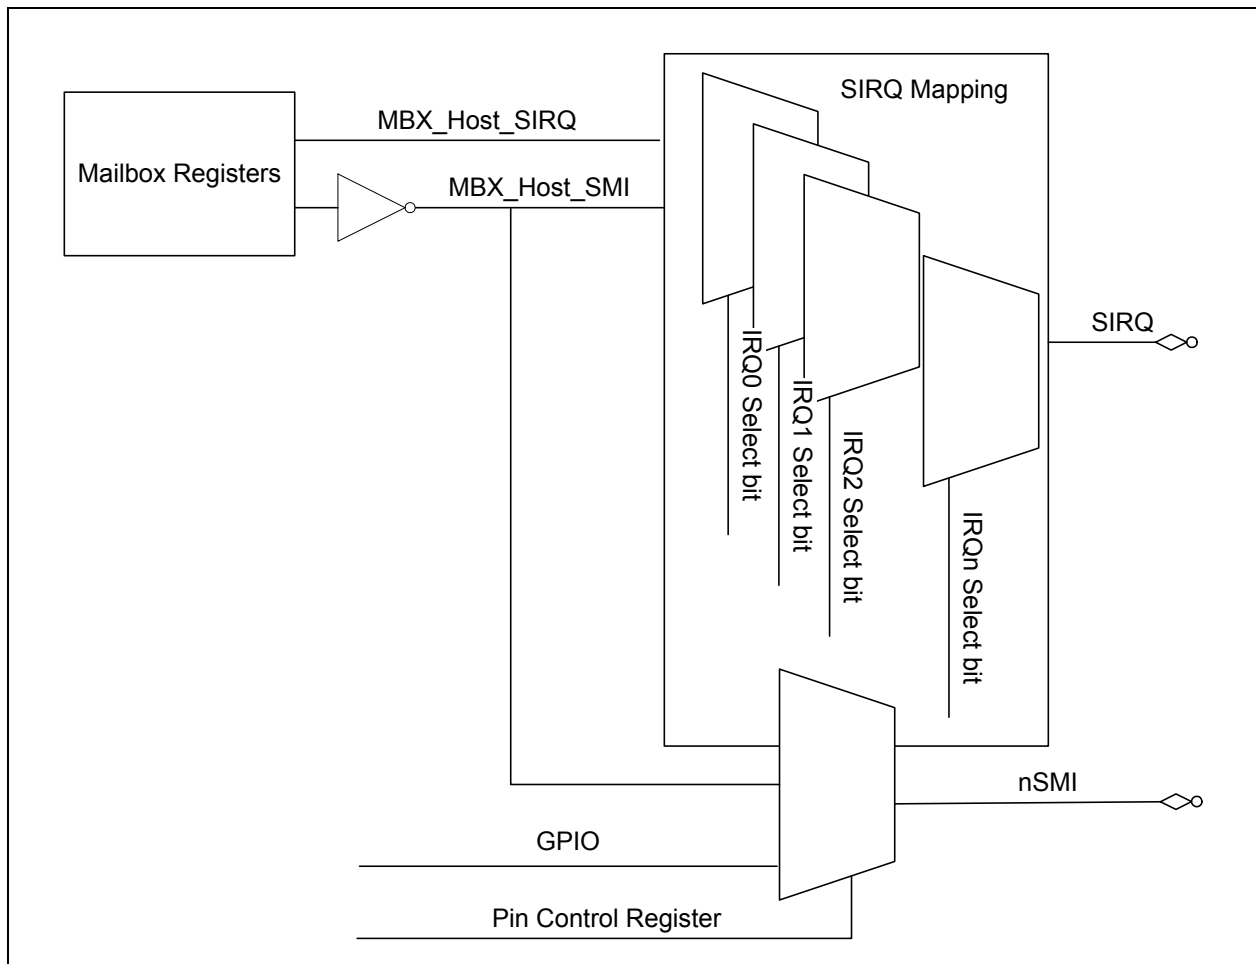 SIRQ Mapping
MBX_Host_SIRQ
Mailbox Registers
MBX_Host_SMI
SIRQ
IRQ0 Select bit
IRQ1 Select bit
IRQ2 Select bit
IRQn Select bit
nSMI
GPIO
Pin Control Register